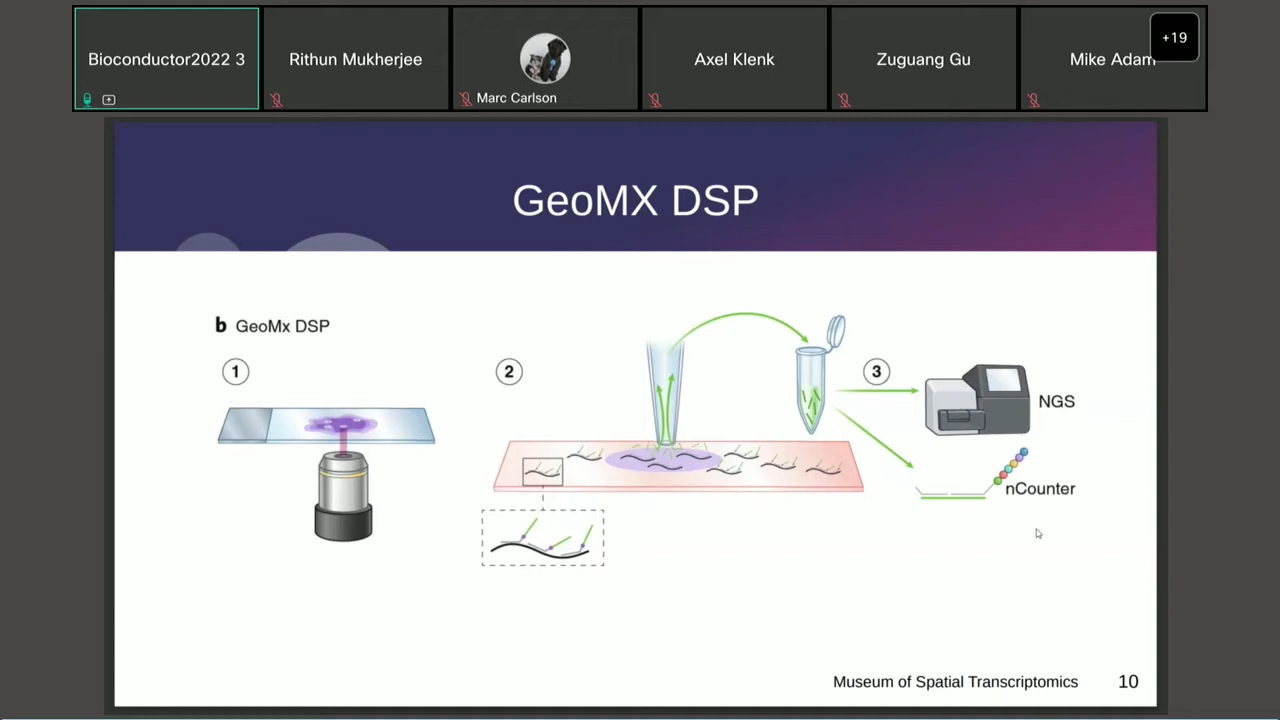 Bioconductor2022 3
Rithun Mukherjee
Marc Carlson
Axel Klenk
Zuguang Gu
Mike Adam
+19
GeoMX DSP
b GeoMx DSP
1
2
3
NGS
nCounter
Museum of Spatial Transcriptomics 10